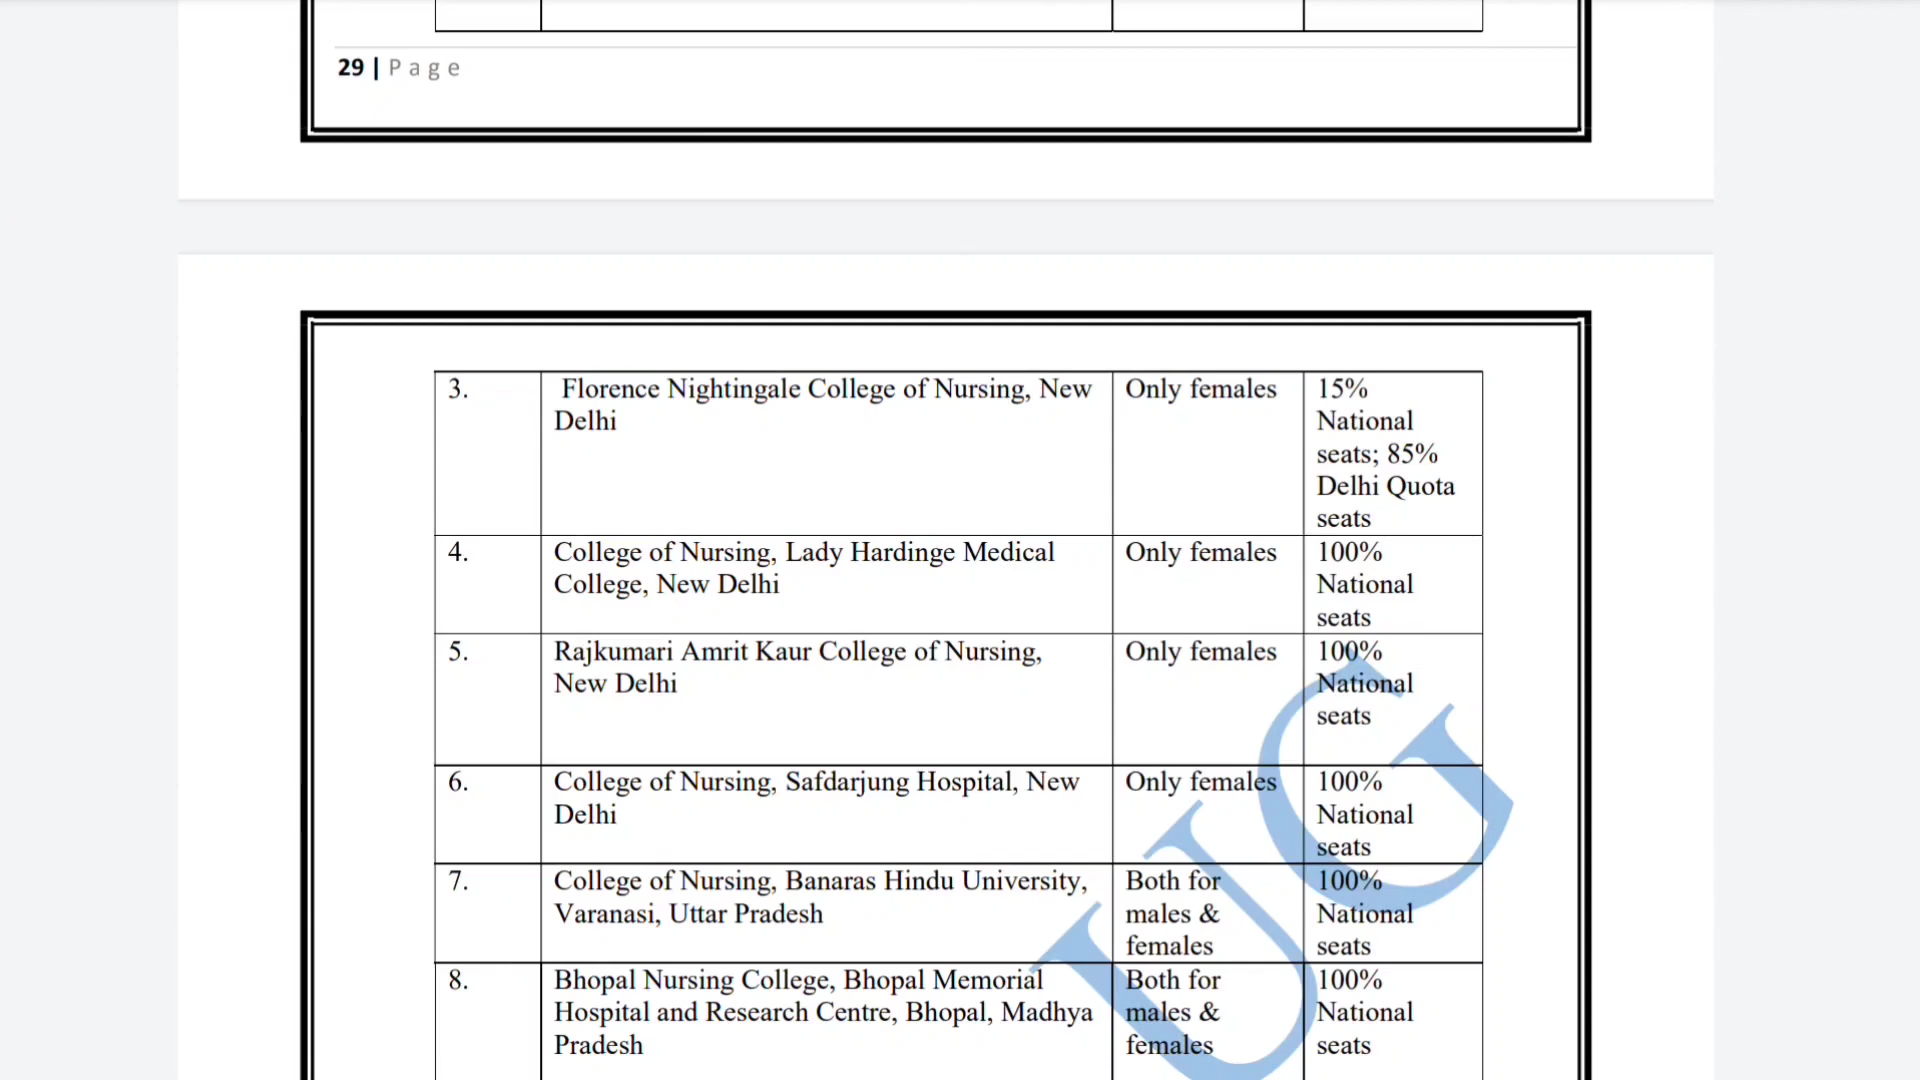 29 | Page
3.
Florence Nightingale College of Nursing, New
Delhi
Only females
15%
National
seats; 85%
Delhi Quota
seats
4.
College of Nursing, Lady Hardinge Medical
College, New Delhi
Only females
100%
National
seats
5.
Rajkumari Amrit Kaur College of Nursing,
New Delhi
Only females
100%
National
seats
6.
College of Nursing, Safdarjung Hospital, New
Delhi
Only females
100%
National
seats
7.
College of Nursing, Banaras Hindu University,
Varanasi, Uttar Pradesh
Both for
males &
females
100%
National
seats
8.
Bhopal Nursing College, Bhopal Memorial
Hospital and Research Centre, Bhopal, Madhya
Pradesh
Both for
males &
females
100%
National
seats
UG